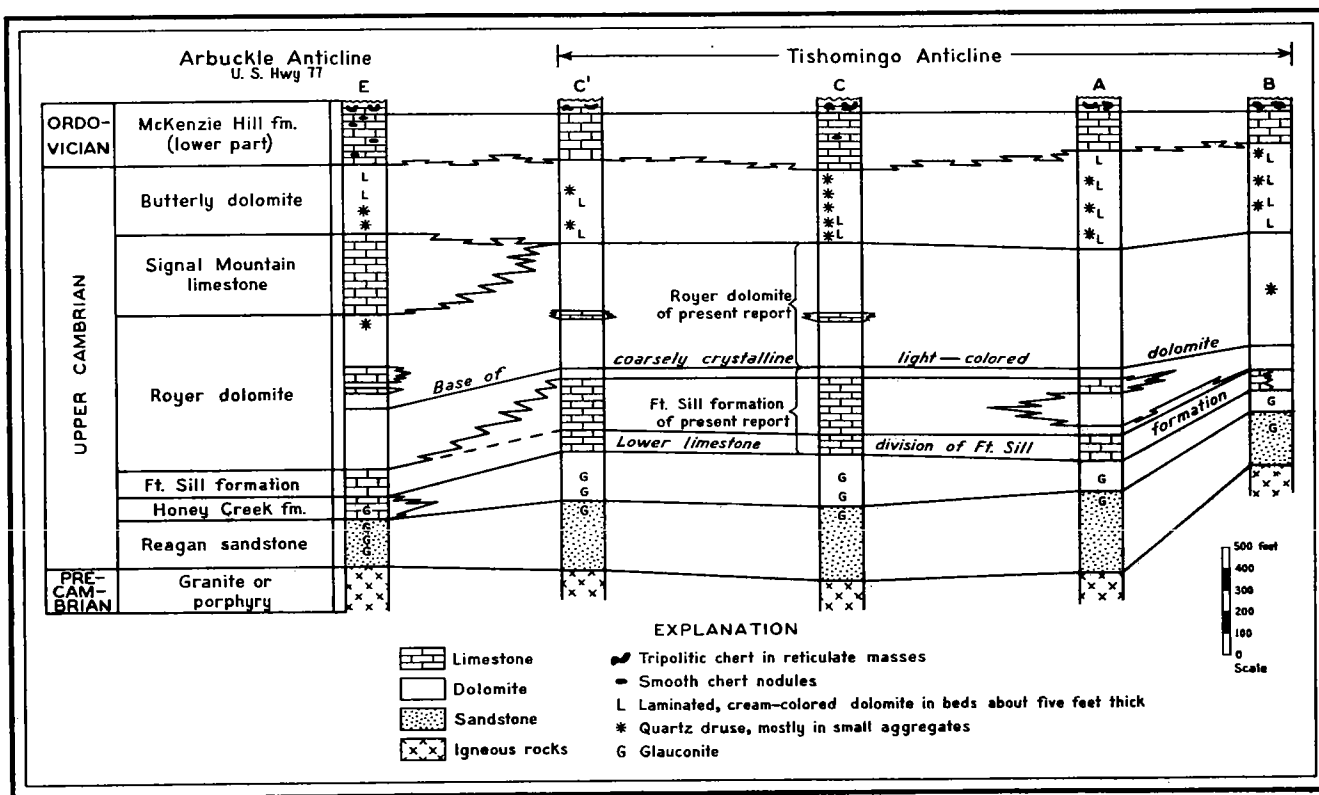 Arbuckle Anticline
U. S. Hwy 77
Tishomingo Anticline
E
C'
C
A
B
ORDO-
VICIAN
McKenzie Hill fm.
(lower part)
UPPER CAMBRIAN
Butterly dolomite
Signal Mountain
limestone
Royer dolomite
Ft. Sill formation
Honey Creek fm.
Reagan sandstone
PRE-
CAM-
BRIAN
Granite or
porphyry
L
L
G
G
G
L
L
G
G
G
L
L
G
G
G
L
L
L
L
G
G
L
L
L
L
G
G
Royer dolomite
of present report
Base of
coarsely crystalline
light—colored
dolomite
Ft. Sill formation
of present report
Lower limestone
division of Ft. Sill
formation
500 feet
400
300
200
100
0
Scale
EXPLANATION
Limestone
Dolomite
Sandstone
Igneous rocks
Tripolitic chert in reticulate masses
Smooth chert nodules
L Laminated, cream-colored dolomite in beds about five feet thick
Quartz druse, mostly in small aggregates
G Glauconite